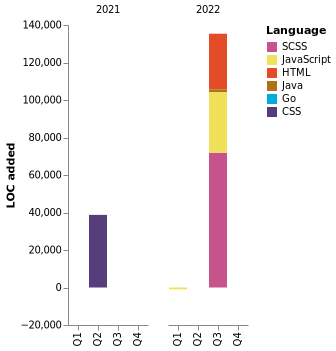 2021 2022
140,000
120,000
100,000
80,000
60,000
40,000
20,000
0
−20,000
LOC added
Q1 Q2 Q3 Q4 Q1 Q2 Q3 Q4
Language
SCSS
JavaScript
HTML
Java
Go
CSS